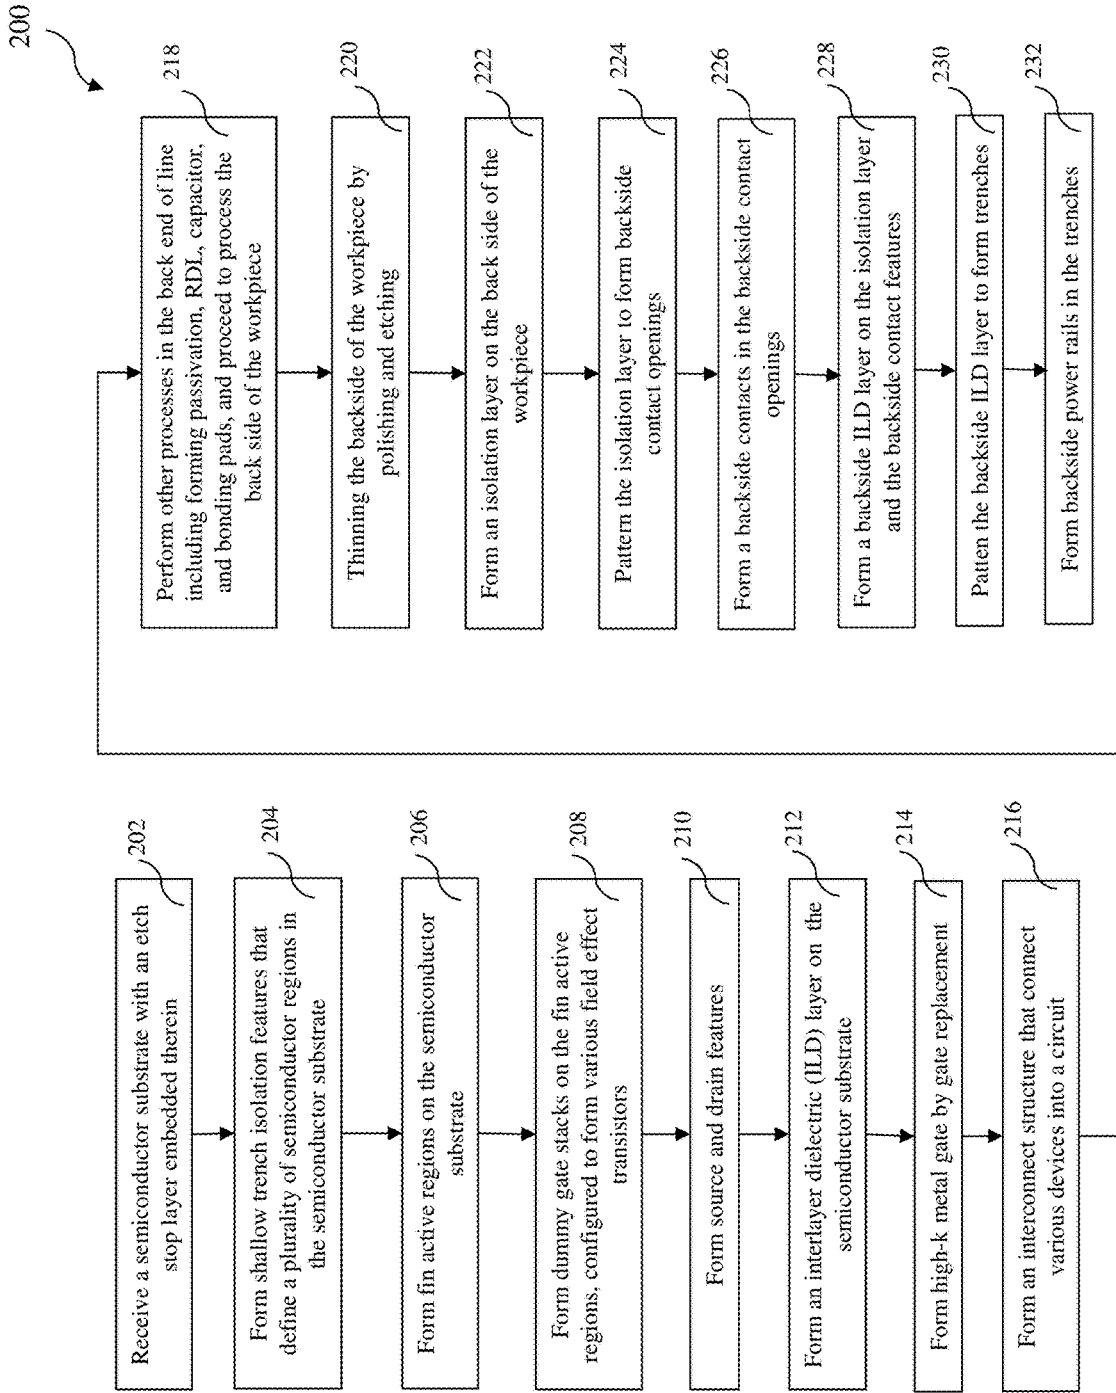 200
202
Receive a semiconductor substrate with an etch
stop layer embedded therein
204
Form shallow trench isolation features that
define a plurality of semiconductor regions in
the semiconductor substrate
206
Form fin active regions on the semiconductor
substrate
208
Form dummy gate stacks on the fin active
regions, configured to form various field effect
transistors
210
Form source and drain features
212
Form an interlayer dielectric (ILD) layer on the
semiconductor substrate
214
Form high-k metal gate by gate replacement
216
Form an interconnect structure that connect
various devices into a circuit
218
Perform other processes in the back end of line
including forming passivation, RDL, capacitor,
and bonding pads, and proceed to process the
back side of the workpiece
220
Thinning the backside of the workpiece by
polishing and etching
222
Form an isolation layer on the back side of the
workpiece
224
Pattern the isolation layer to form backside
contact openings
226
Form a backside contacts in the backside contact
openings
228
Form a backside ILD layer on the isolation layer
and the backside contact features
230
Patten the backside ILD layer to form trenches
232
Form backside power rails in the trenches